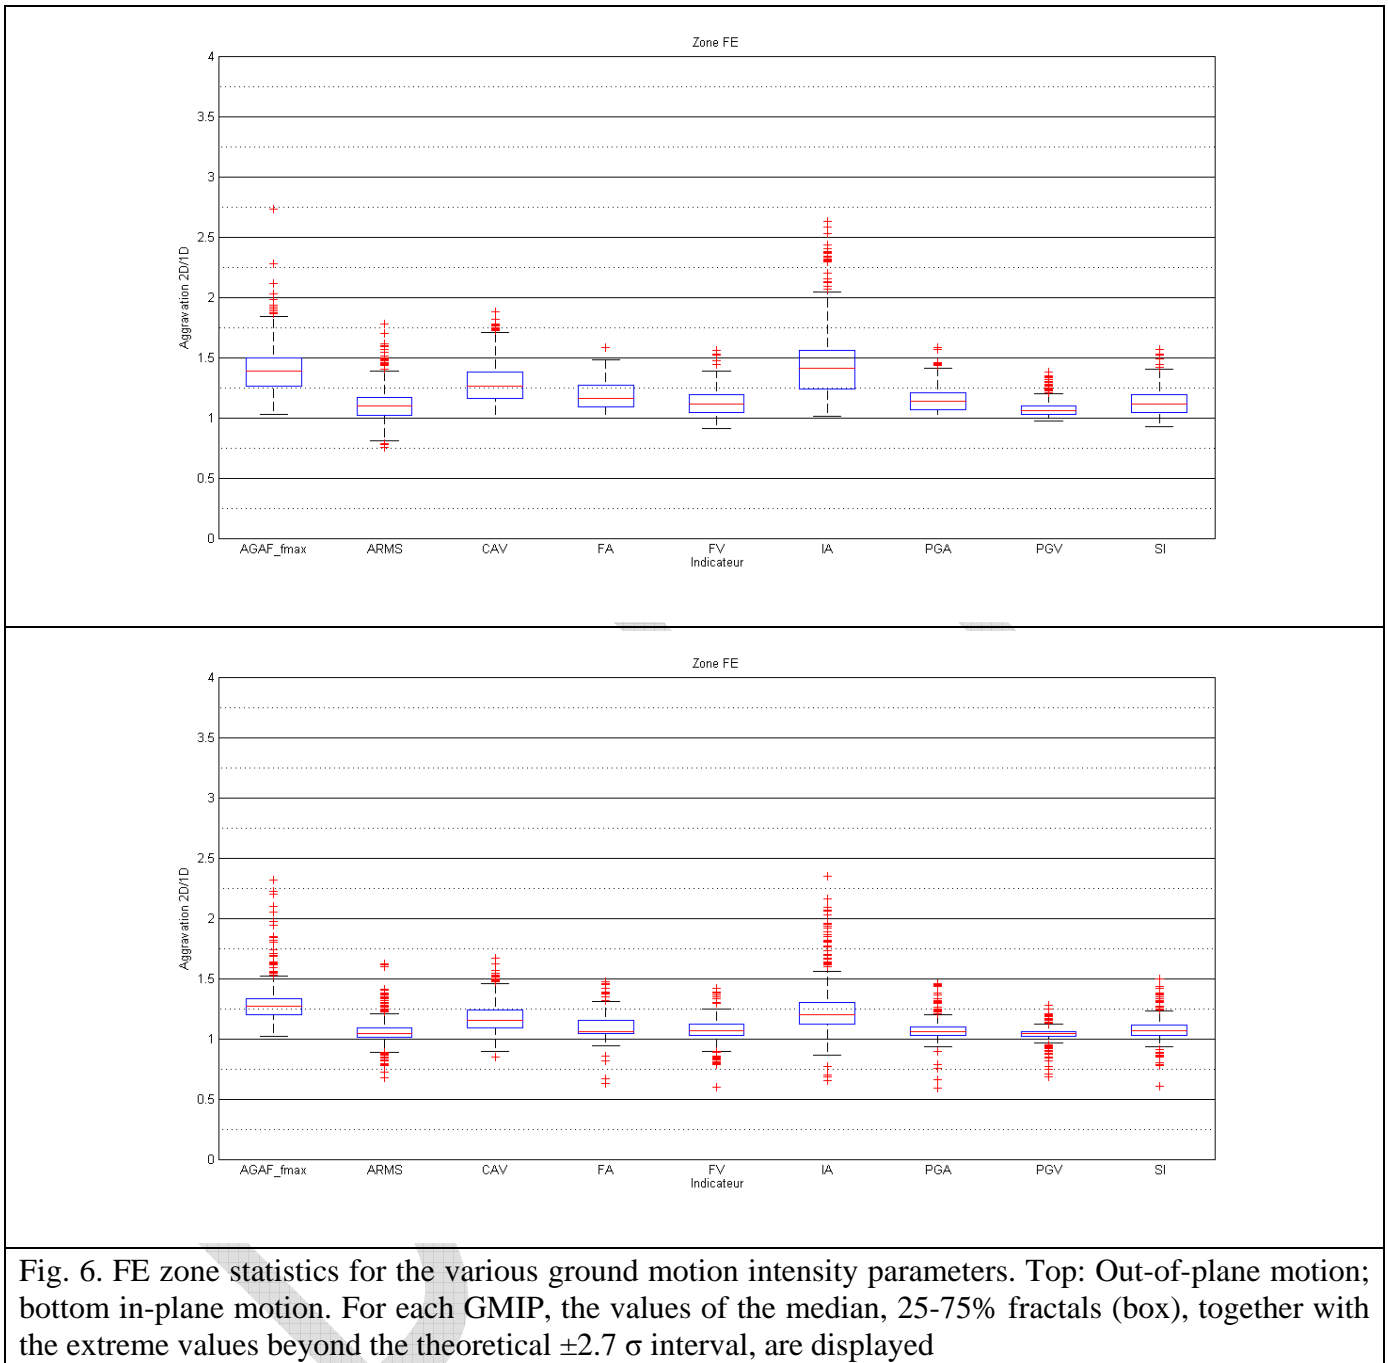 Zone FE
4
3.5
3
2.5
2
1.5
1
0.5
0
Aggravation 2D/1D
AGAF_fmax ARMS CAV FA FV IA PGA PGV SI
Indicateur
Zone FE
4
3.5
3
2.5
2
1.5
1
0.5
0
Aggravation 2D/1D
AGAF_fmax ARMS CAV FA FV IA PGA PGV SI
Indicateur
Fig. 6. FE zone statistics for the various ground motion intensity parameters. Top: Out-of-plane motion;
bottom in-plane motion. For each GMIP, the values of the median, 25-75% fractals (box), together with
the extreme values beyond the theoretical ±2.7 σ interval, are displayed